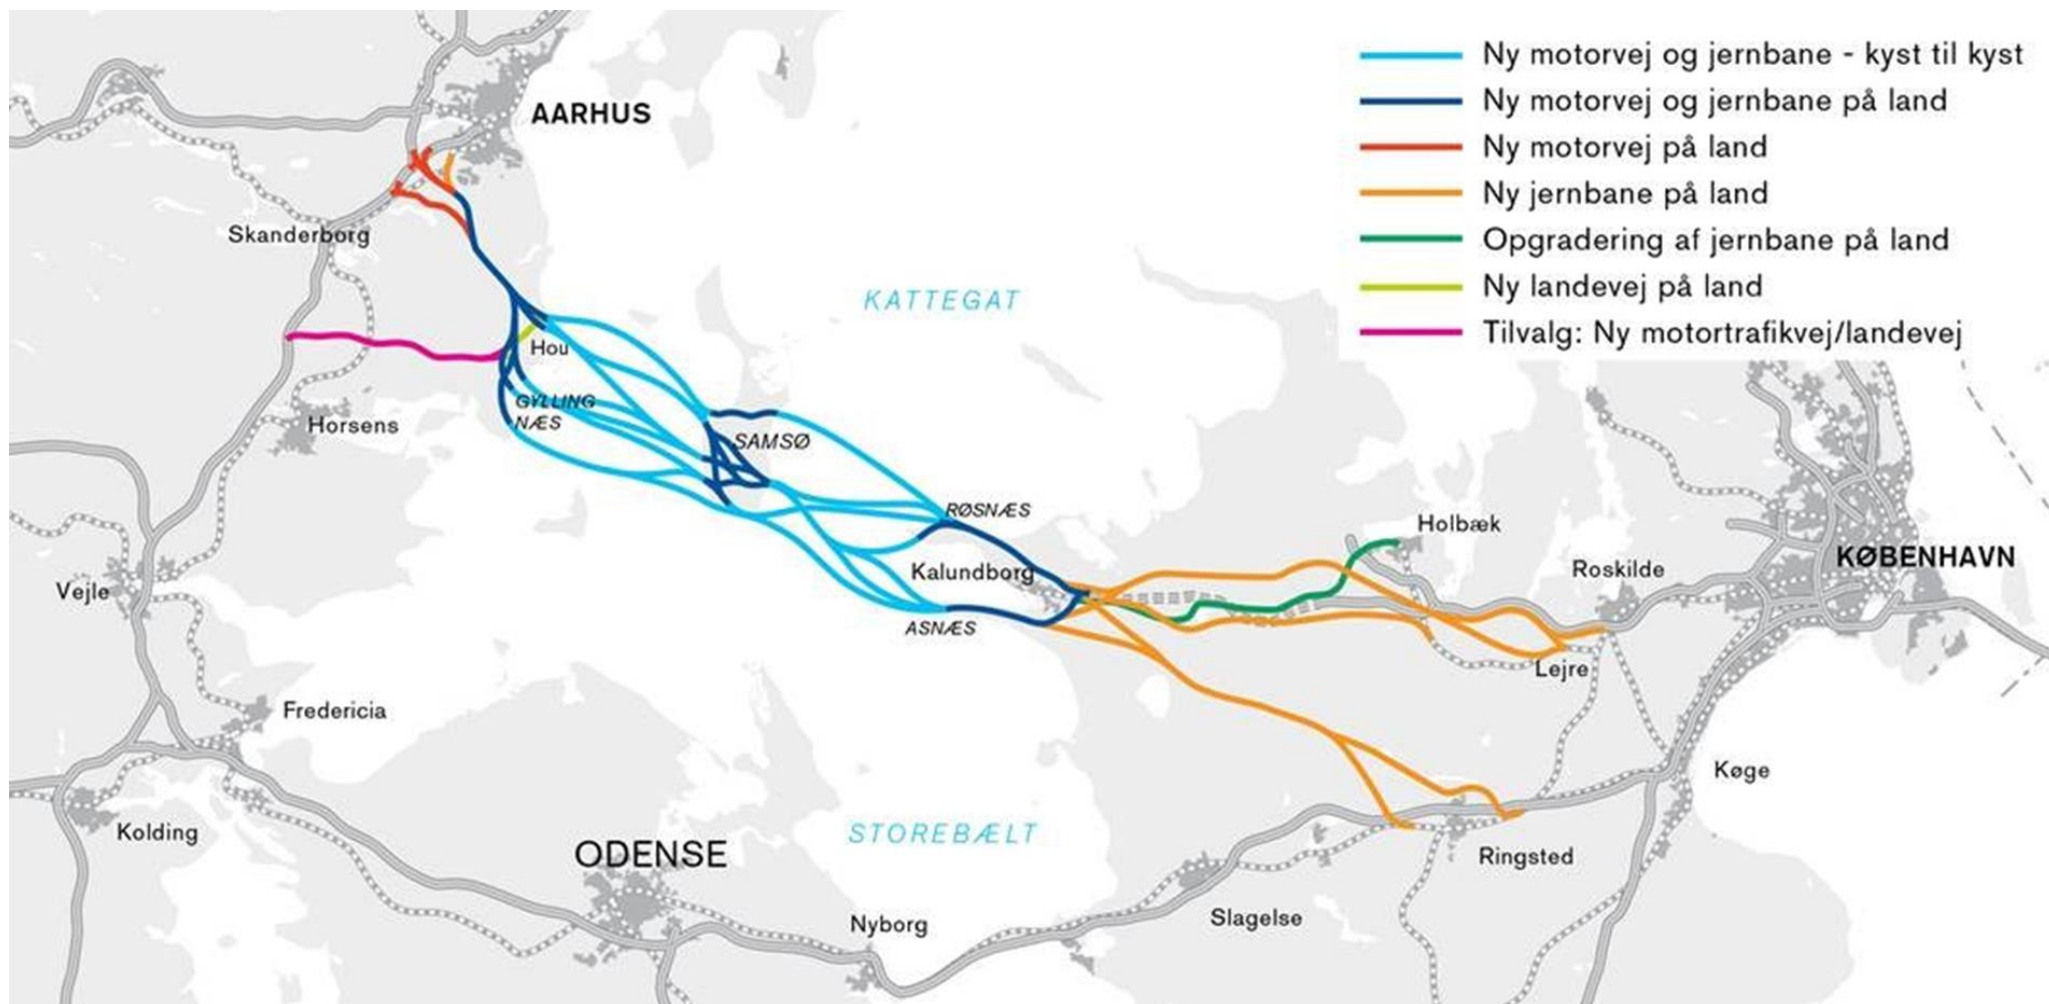 Ny motorvej og jernbane - kyst til kyst
Ny motorvej og jernbane på land
Ny motorvej på land
Ny jernbane på land
Opgradering af jernbane på land
Ny landevej på land
Tilvalg: Ny motortrafikvej/landevej
AARHUS
Skanderborg
KATTEGAT
Hou
GYLLING
NÆS
Horsens
SAMSØ
RØSNÆS
Holbæk
KØBENHAVN
Roskilde
Kalundborg
Vejle
ASNÆS
Lejre
Fredericia
Køge
Kolding
STOREBÆLT
ODENSE
Ringsted
Slagelse
Nyborg